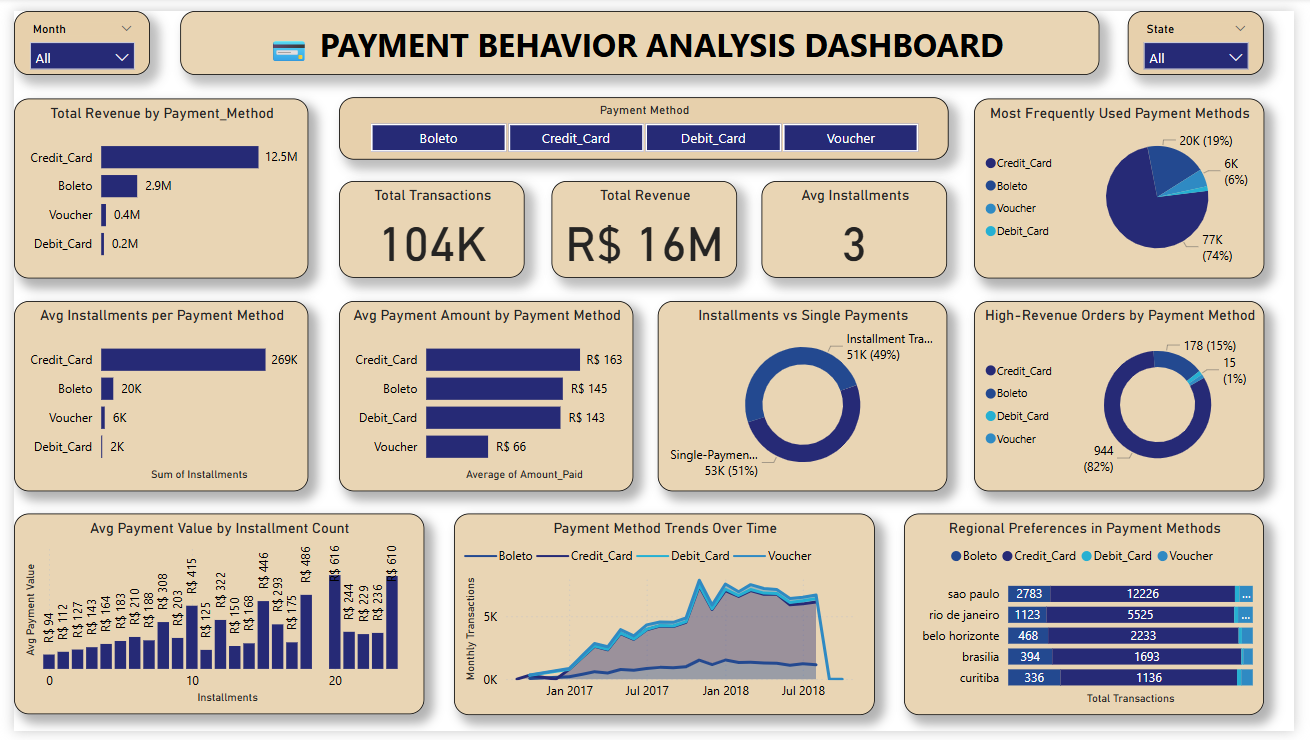 Month
All
PAYMENT BEHAVIOR ANALYSIS DASHBOARD
State
All
Total Revenue by Payment_Method
Credit_Card 12.5M
Boleto 2.9M
Voucher 0.4M
Debit_Card 0.2M
Payment Method
Boleto Credit_Card Debit_Card Voucher
Total Transactions
104K
Total Revenue
R$ 16M
Avg Installments
3
Most Frequently Used Payment Methods
Credit_Card
Boleto
Voucher
Debit_Card
20K (19%)
6K
(6%)
77K
(74%)
Avg Installments per Payment Method
Credit_Card 269K
Boleto 20K
Voucher 6K
Debit_Card 2K
Sum of Installments
Avg Payment Amount by Payment Method
Credit_Card R$ 163
Boleto R$ 145
Debit_Card R$ 143
Voucher R$ 66
Average of Amount_Paid
Installments vs Single Payments
Installment Tra...
51K (49%)
Single-Paymen...
53K (51%)
High-Revenue Orders by Payment Method
Credit_Card
Boleto
Debit_Card
Voucher
178 (15%)
15
(1%)
944
(82%)
Avg Payment Value by Installment Count
Avg Payment Value
R$ 94
R$ 112
R$ 127
R$ 143
R$ 164
R$ 183
R$ 210
R$ 188
R$ 308
R$ 203
R$ 415
R$ 125
R$ 322
R$ 150
R$ 168
R$ 446
R$ 293
R$ 175
R$ 486
R$ 616
R$ 244
R$ 229
R$ 236
R$ 610
0 10 20
Installments
Payment Method Trends Over Time
Boleto Credit_Card Debit_Card Voucher
Monthly Transactions
5K
0K
Jan 2017 Jul 2017 Jan 2018 Jul 2018
Regional Preferences in Payment Methods
Boleto Credit_Card Debit_Card Voucher
sao paulo 2783 12226 ...
rio de janeiro 1123 5525 ...
belo horizonte 468 2233
brasilia 394 1693
curitiba 336 1136
Total Transactions